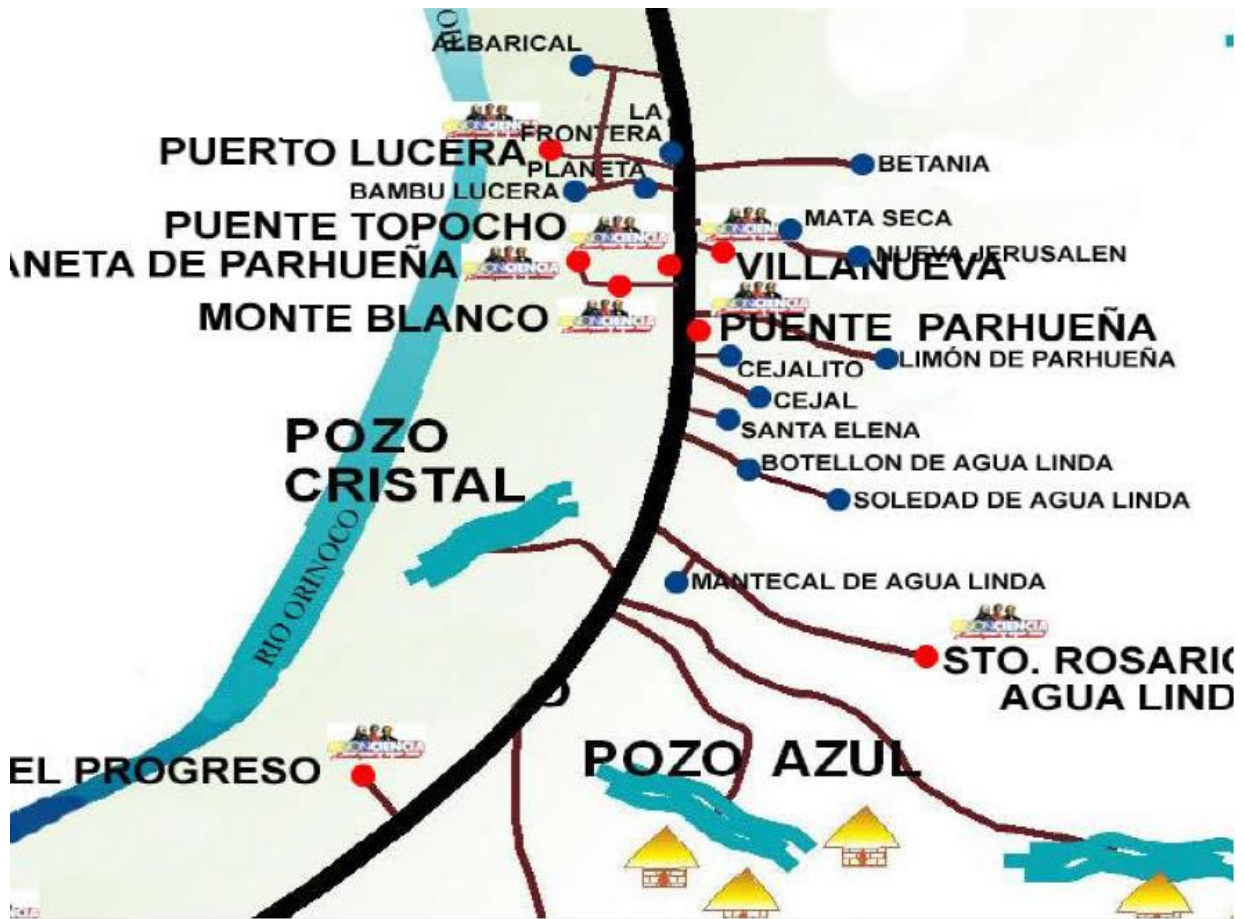 RIO
ALBARICAL
LA
FRONTERA
PUERTO LUCERA
PLANETA
BETANIA
BAMBU LUCERA
PUENTE TOPOCHO
MATA SECA
ANETA DE PARHUEÑA
NUEVA JERUSALEN
VILLANUEVA
MONTE BLANCO
PUENTE PARHUEÑA
LIMÓN DE PARHUEÑA
CEJALITO
CEJAL
SANTA ELENA
POZO
CRISTAL
BOTELLON DE AGUA LINDA
SOLEDAD DE AGUA LINDA
RIO ORINOCO
MANTECAL DE AGUA LINDA
STO. ROSARIO
AGUA LIND
POZO AZUL
EL PROGRESO